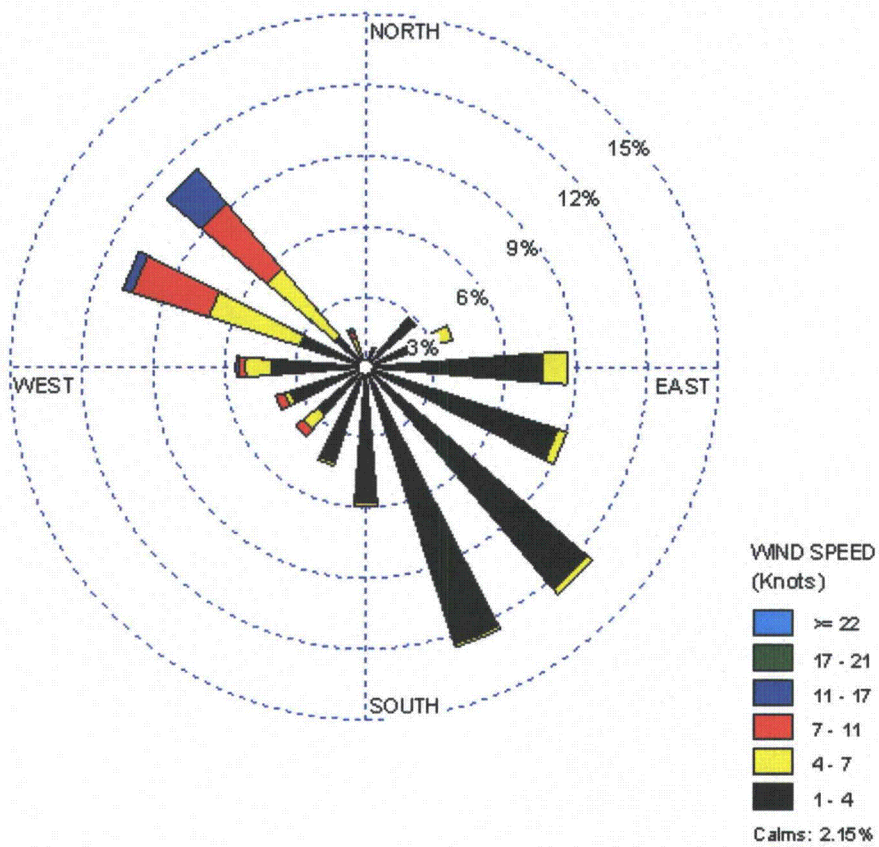 NORTH
15%
12%
9%
6%
3%
WEST
EAST
SOUTH
WIND SPEED
(Knots)
>= 22
17 - 21
11 - 17
7 - 11
4 - 7
1 - 4
Calms: 2.15%